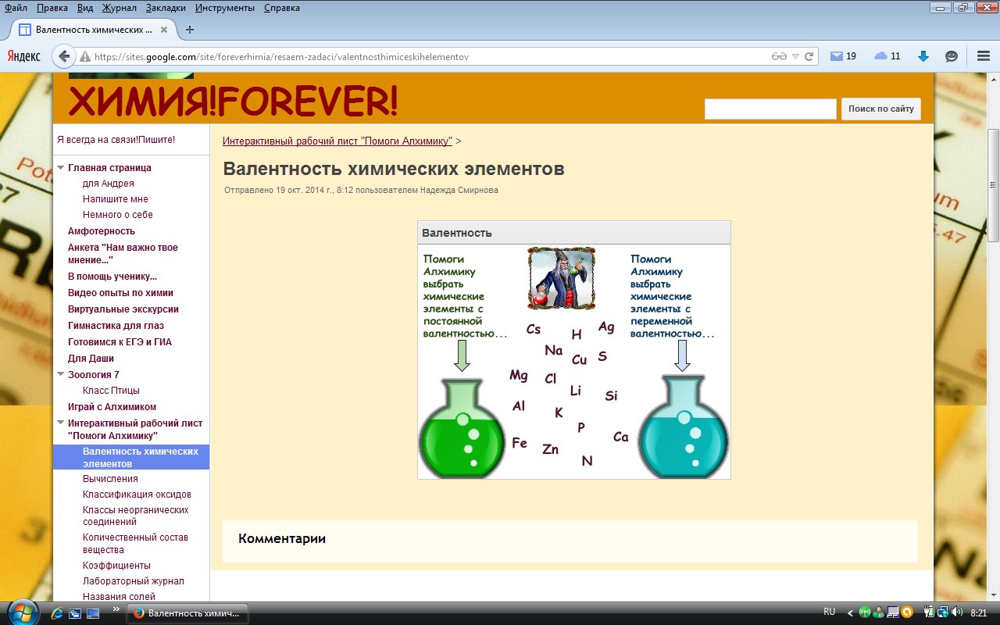 Файл Правка Вид Журнал Закладки Инструменты Справка
Валентность химических ...
Яндекс
https://sites.google.com/site/foreverhimia/resaem-zadaci/valentnosthimiceskihelementov
19
11
ХИМИЯ!FOREVER!
Поиск по сайту
Я всегда на связи!Пишите!
Главная страница
для Андрея
Напишите мне
Немного о себе
Амфотерность
Анкета "Нам важно твое
мнение..."
В помощь ученику...
Видео опыты по химии
Виртуальные экскурсии
Гимнастика для глаз
Готовимся к ЕГЭ и ГИА
Для Даши
Зоология 7
Класс Птицы
Играй с Алхимиком
Интерактивный рабочий лист
"Помоги Алхимику"
Валентность химических
элементов
Вычисления
Классификация оксидов
Классы неорганических
соединений
Количественный состав
вещества
Коэффициенты
Лабораторный журнал
Названия солей
Интерактивный рабочий лист "Помоги Алхимику" >
Валентность химических элементов
Отправлено 19 окт. 2014 г., 8:12 пользователем Надежда Смирнова
Валентность
Помоги
Алхимику
выбрать
химические
элементы с
постоянной
валентностью...
Помоги
Алхимику
выбрать
химические
элементы с
переменной
валентностью...
Cs H Ag
Na Cu S
Mg Cl Li Si
Al K
P Ca
Fe Zn N
Комментарии
Валентность химич...
RU
8:21